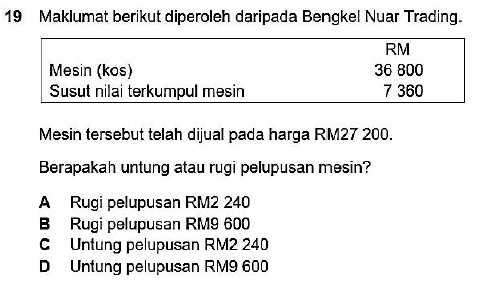 19 Maklumat berikut diperoleh daripada Bengkel Nuar Trading.
RM
Mesin (kos) 36 800
Susut nilai terkumpul mesin 7 360
Mesin tersebut telah dijual pada harga RM27 200.
Berapakah untung atau rugi pelupusan mesin?
A Rugi pelupusan RM2 240
B Rugi pelupusan RM9 600
C Untung pelupusan RM2 240
D Untung pelupusan RM9 600